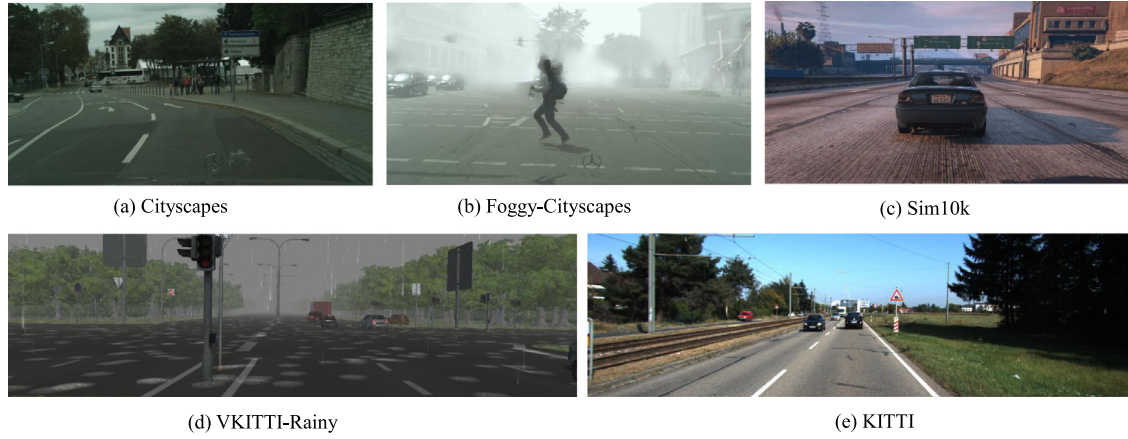 (a) Cityscapes
(b) Foggy-Cityscapes
(c) Sim10k
(d) VKITTI-Rainy
(e) KITTI